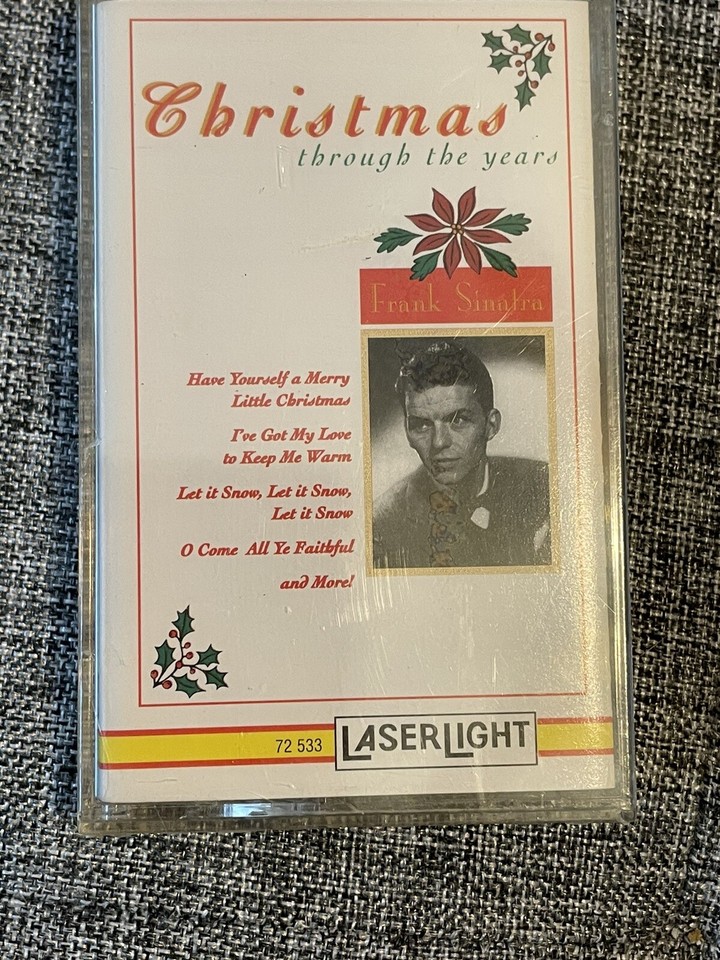 Christmas
through the years
Frank Sinatra
Have Yourself a Merry
Little Christmas
I've Got My Love
to Keep Me Warm
Let it Snow, Let it Snow,
Let it Snow
O Come All Ye Faithful
and More!
72 533
LASERLIGHT